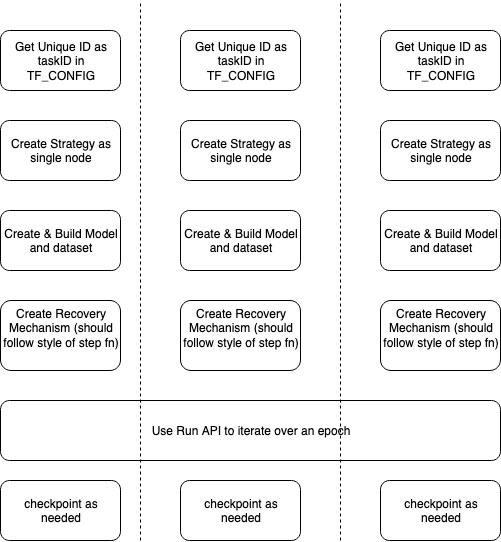 Get Unique ID as
taskID in
TF_CONFIG
Get Unique ID as
taskID in
TF_CONFIG
Get Unique ID as
taskID in
TF_CONFIG
Create Strategy as
single node
Create Strategy as
single node
Create Strategy as
single node
Create & Build Model
and dataset
Create & Build Model
and dataset
Create & Build Model
and dataset
Create Recovery
Mechanism (should
follow style of step fn)
Create Recovery
Mechanism (should
follow style of step fn)
Create Recovery
Mechanism (should
follow style of step fn)
Use Run API to iterate over an epoch
checkpoint as
needed
checkpoint as
needed
checkpoint as
needed